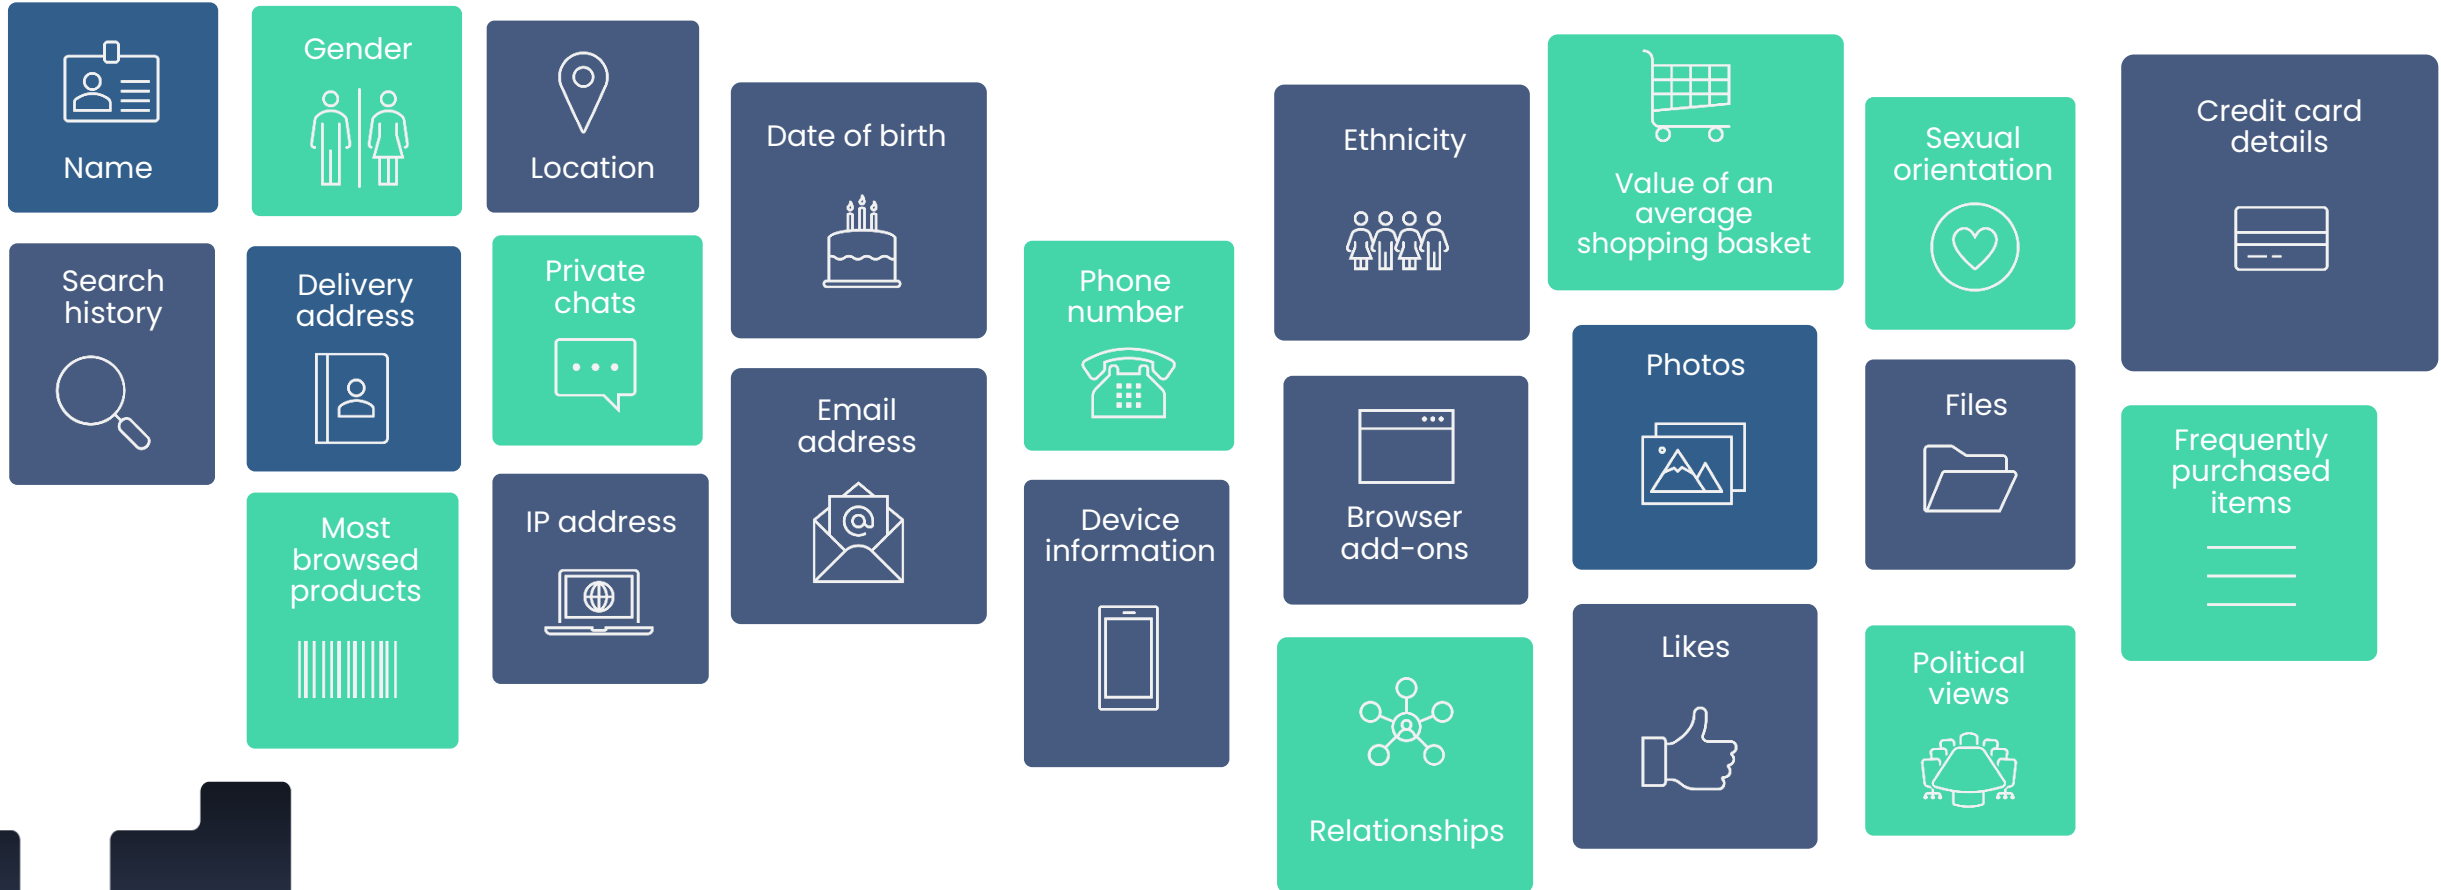 Name
Gender
Location
Date of birth
Ethnicity
Value of an
average
shopping basket
Sexual
orientation
Credit card
details
Search
history
Delivery
address
Private
chats
Phone
number
Photos
Files
Email
address
Browser
add-ons
Frequently
purchased
items
Most
browsed
products
IP address
Device
information
Likes
Political
views
Relationships